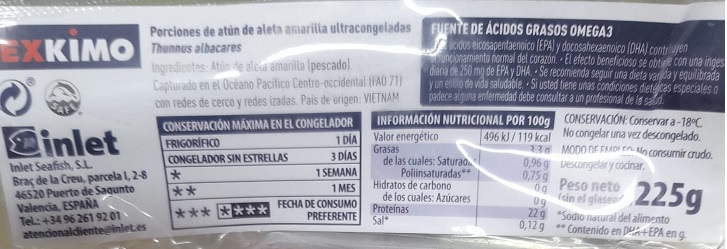 EXKIMO
Porciones de atún de aleta amarilla ultracongeladas
Thunnus albacares
Ingredientes: Atún de aleta amarilla (pescado).
Capturado en el Océano Pacífico Centro-occidental (FAO 71)
con redes de cerco y redes izadas. País de origen: VIETNAM
inlet
Inlet Seafish, S.L.
Braç de la Creu, parcela 1, 2-8
46520 Puerto de Sagunto
Valencia. ESPAÑA
Tel.: +34 96 261 92 01
atencionalcliente@inlet.es
CONSERVACIÓN MÁXIMA EN EL CONGELADOR
FRIGORÍFICO 1 DÍA
CONGELADOR SIN ESTRELLAS 3 DÍAS
* 1 SEMANA
** 1 MES
*** **** FECHA DE CONSUMO PREFERENTE
FUENTE DE ÁCIDOS GRASOS OMEGA3
ácidos eicosapentaenoico (EPA) y docosahexaenoico (DHA) contribuyen
funcionamiento normal del corazón. • El efecto beneficioso se obtiene con una inges
diaria de 250 mg de EPA y DHA. • Se recomienda seguir una dieta variada y equilibrada
y un estilo de vida saludable. • Si usted tiene unas condiciones dietéticas especiales o
padece alguna enfermedad debe consultar a un profesional de la salud.
INFORMACIÓN NUTRICIONAL POR 100g
Valor energético 496 kJ / 119 kcal
Grasas 3,3 g
de las cuales: Saturadas 0,96 g
Poliinsaturadas** 0,75 g
Hidratos de carbono 0 g
de los cuales: Azúcares 0 g
Proteínas 22 g
Sal* 0,12 g
CONSERVACIÓN: Conservar a -18ºC.
No congelar una vez descongelado.
MODO DE EMPLEO: No consumir crudo.
Descongelar y cocinar.
Peso neto 225g
(sin el glaseado)
*Sodio natural del alimento
** Contenido en DHA+EPA en g.